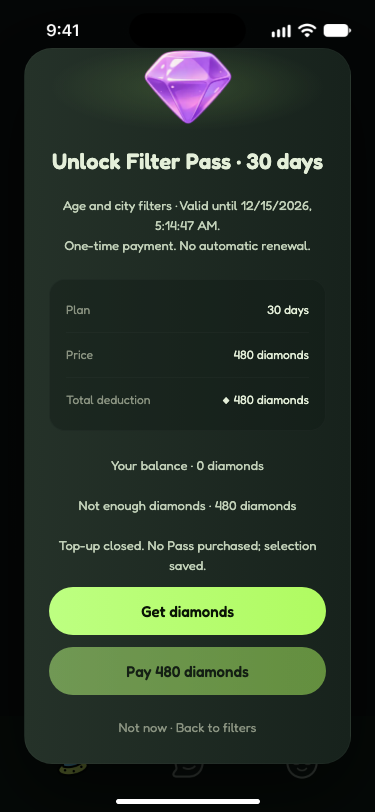 9:41
Unlock Filter Pass · 30 days
Age and city filters · Valid until 12/15/2026,
5:14:47 AM.
One-time payment. No automatic renewal.
Plan 30 days
Price 480 diamonds
Total deduction ◆ 480 diamonds
Your balance · 0 diamonds
Not enough diamonds · 480 diamonds
Top-up closed. No Pass purchased; selection
saved.
Get diamonds
Pay 480 diamonds
Not now · Back to filters